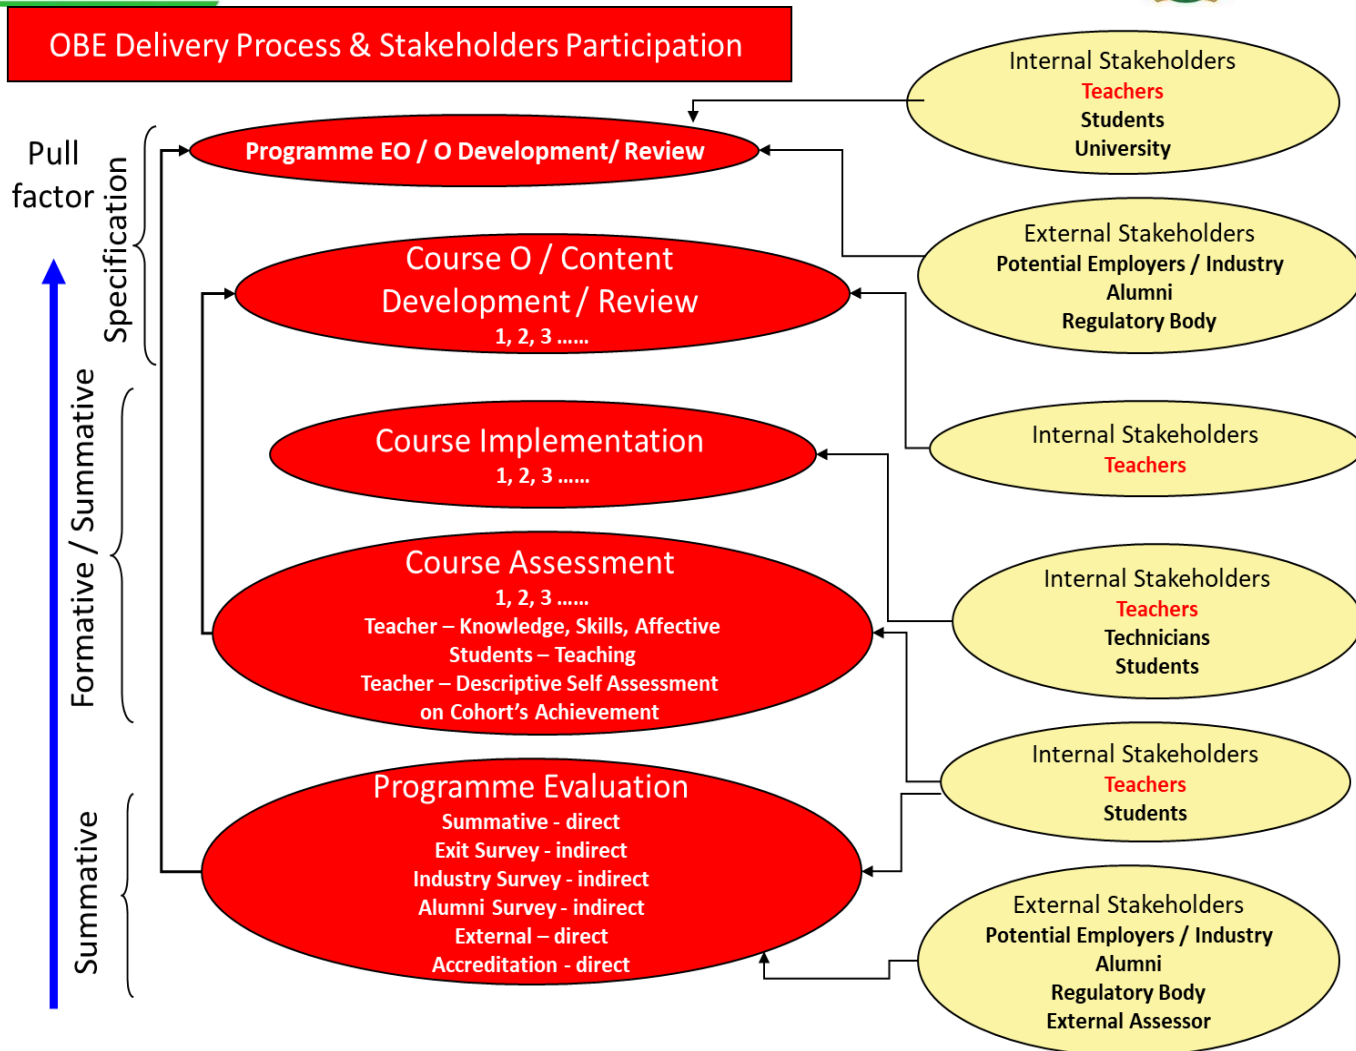 OBE Delivery Process & Stakeholders Participation
Pull
factor
Specification
Formative / Summative
Summative
Programme EO / O Development/ Review
Course O / Content
Development / Review
1, 2, 3 ......
Course Implementation
1, 2, 3 ......
Course Assessment
1, 2, 3 ......
Teacher – Knowledge, Skills, Affective
Students – Teaching
Teacher – Descriptive Self Assessment
on Cohort's Achievement
Programme Evaluation
Summative - direct
Exit Survey - indirect
Industry Survey - indirect
Alumni Survey - indirect
External – direct
Accreditation - direct
Internal Stakeholders
Teachers
Students
University
External Stakeholders
Potential Employers / Industry
Alumni
Regulatory Body
Internal Stakeholders
Teachers
Internal Stakeholders
Teachers
Technicians
Students
Internal Stakeholders
Teachers
Students
External Stakeholders
Potential Employers / Industry
Alumni
Regulatory Body
External Assessor